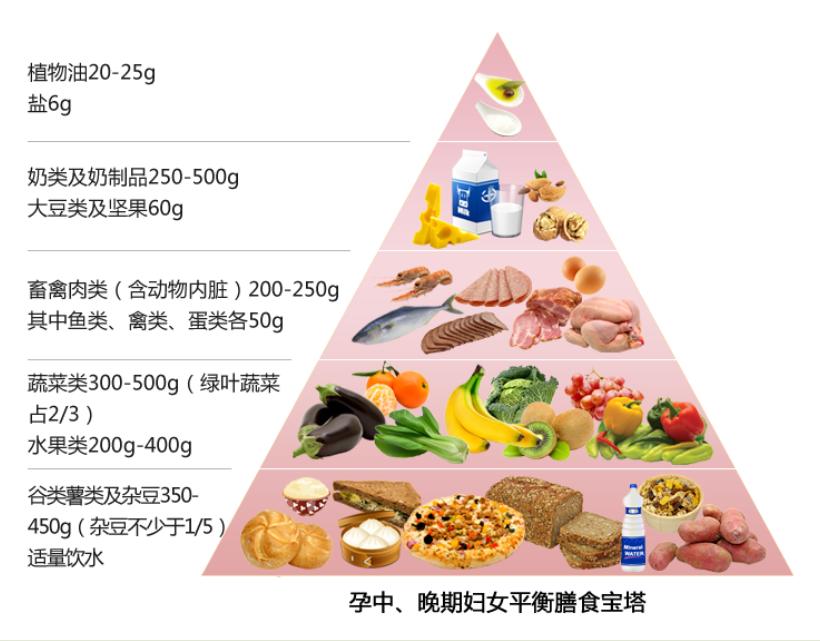 植物油20-25g
盐6g
奶类及奶制品250-500g
大豆类及坚果60g
畜禽肉类（含动物内脏）200-250g
其中鱼类、禽类、蛋类各50g
蔬菜类300-500g（绿叶蔬菜
占2/3）
水果类200g-400g
谷类薯类及杂豆350-
450g（杂豆不少于1/5）
适量饮水
Mineral
WATER
孕中、晚期妇女平衡膳食宝塔